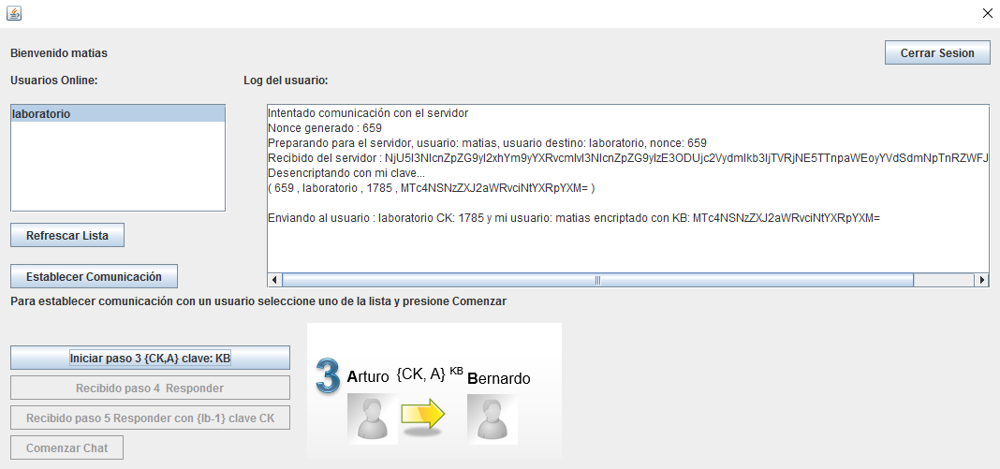 Bienvenido matias
Cerrar Sesion
Usuarios Online:
Log del usuario:
laboratorio
Intentado comunicación con el servidor
Nonce generado : 659
Preparando para el servidor, usuario: matias, usuario destino: laboratorio, nonce: 659
Recibido del servidor : NjU5I3NlcnZpZG9yI2xhYm9yYXRvcmlvI3NlcnZpZG9yIzE3ODUjc2Vydmlkb3IjTVRjNE5TTnpaWEoyYVdSdmNpTnRZWFJ
Desencriptando con mi clave...
( 659 , laboratorio , 1785 , MTc4NSNzZXJ2aWRvciNtYXRpYXM= )
Enviando al usuario : laboratorio CK: 1785 y mi usuario: matias encriptado con KB: MTc4NSNzZXJ2aWRvciNtYXRpYXM=
Refrescar Lista
Establecer Comunicación
Para establecer comunicación con un usuario seleccione uno de la lista y presione Comenzar
Iniciar paso 3 {CK,A} clave: KB
Recibido paso 4 Responder
Recibido paso 5 Responder con {Ib-1} clave CK
Comenzar Chat
3 Arturo {CK, A} KB Bernardo